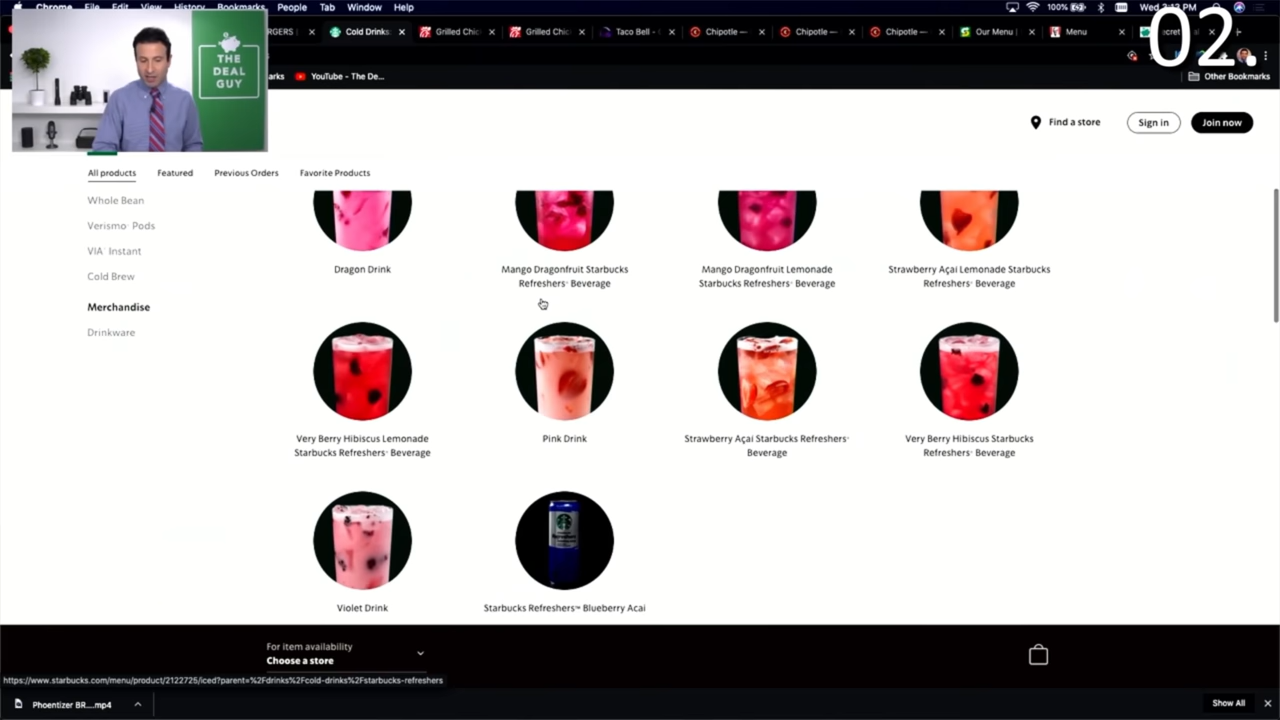 Chrome File Edit View History Bookmarks People Tab Window Help
100% Wed 3:13 PM
02.
Cold Drinks
Grilled Chic
Grilled Chic
Taco Bell -
Chipotle —
Chipotle —
Chipotle —
Our Menu
Menu
YouTube - The De...
Other Bookmarks
THE
DEAL
GUY
Find a store
Sign in
Join now
All products
Featured
Previous Orders
Favorite Products
Whole Bean
Verismo Pods
VIA Instant
Cold Brew
Merchandise
Drinkware
Dragon Drink
Mango Dragonfruit Starbucks
Refreshers Beverage
Mango Dragonfruit Lemonade
Starbucks Refreshers Beverage
Strawberry Açaí Lemonade Starbucks
Refreshers Beverage
Very Berry Hibiscus Lemonade
Starbucks Refreshers Beverage
Pink Drink
Strawberry Açaí Starbucks Refreshers
Beverage
Very Berry Hibiscus Starbucks
Refreshers Beverage
Violet Drink
Starbucks Refreshers™ Blueberry Acai
For item availability
Choose a store
https://www.starbucks.com/menu/product/2122725/iced?parent=%2Fdrinks%2Fcold-drinks%2Fstarbucks-refreshers
Phoentizer BR....mp4
Show All